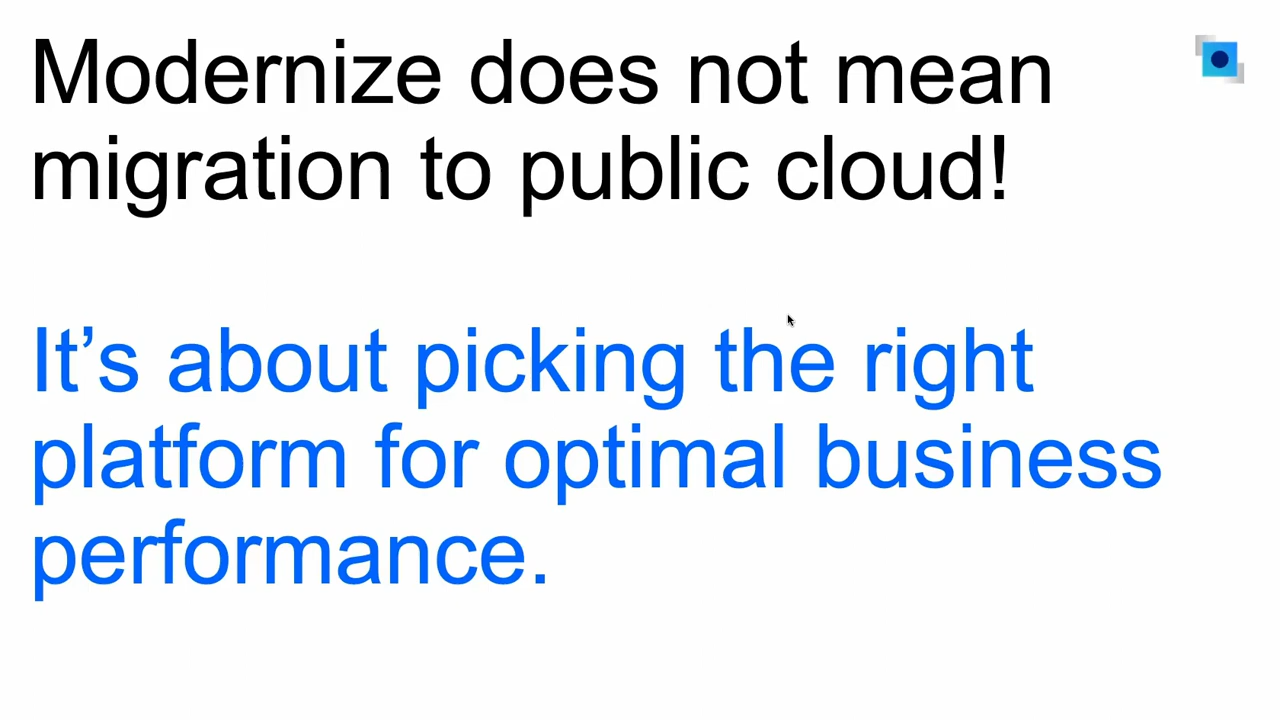 Modernize does not mean
migration to public cloud!
It’s about picking the right
platform for optimal business
performance.